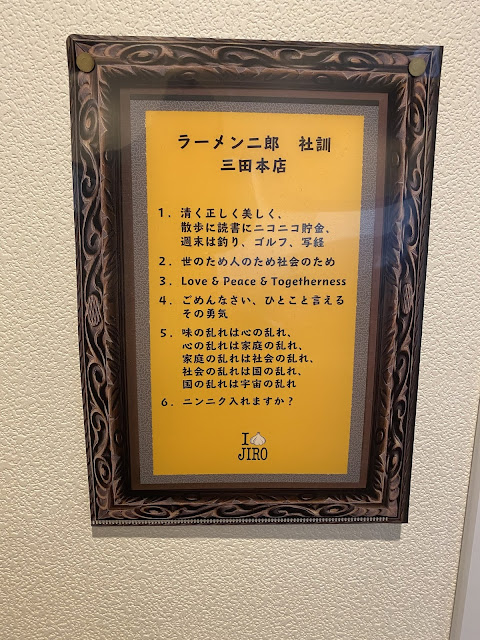 ラーメン二郎　社訓
三田本店
1. 清く正しく美しく、
散歩に読書にニコニコ貯金、
週末は釣り、ゴルフ、写経
2. 世のため人のため社会のため
3. Love & Peace & Togetherness
4. ごめんなさい、ひとこと言える
その勇気
5. 味の乱れは心の乱れ、
心の乱れは家庭の乱れ、
家庭の乱れは社会の乱れ、
社会の乱れは国の乱れ、
国の乱れは宇宙の乱れ
6. ニンニク入れますか？
I
JIRO